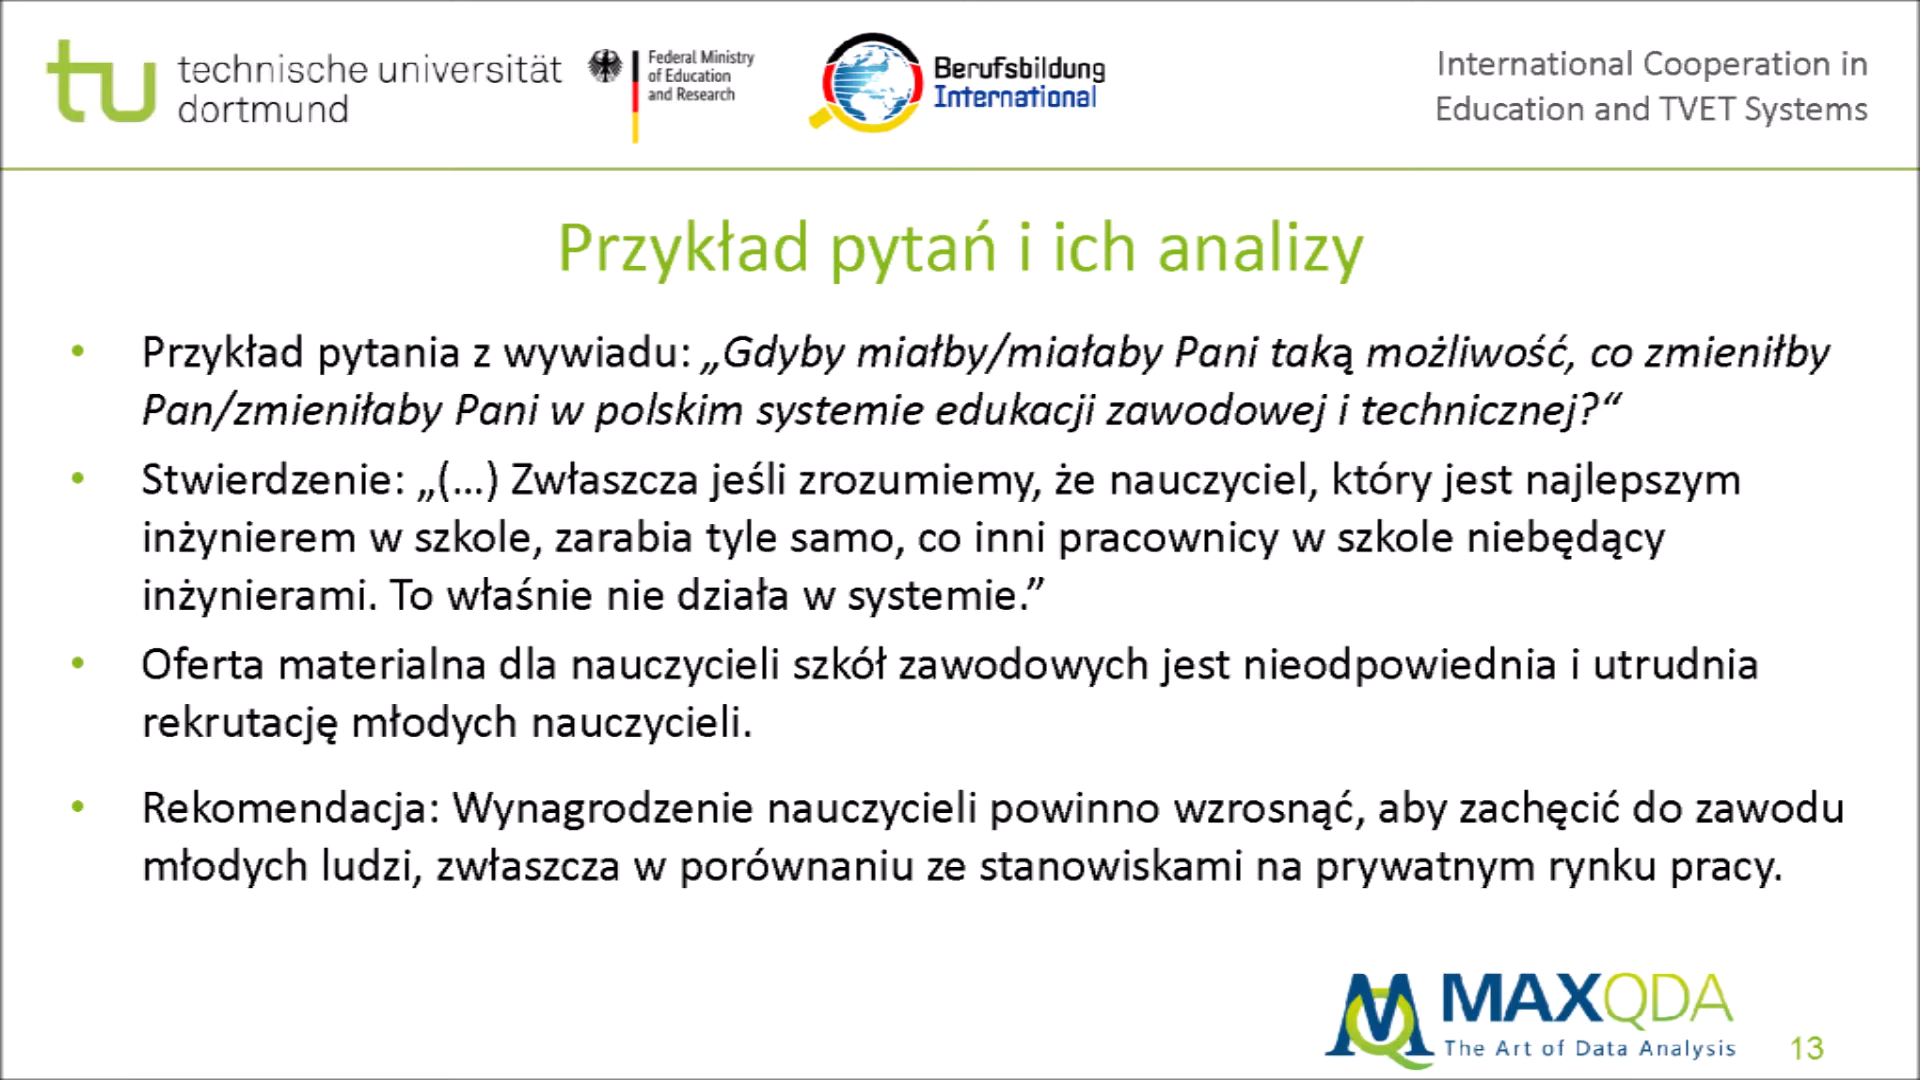 technische universität
dortmund
Federal Ministry
of Education
and Research
Berufsbildung
International
International Cooperation in
Education and TVET Systems
Przykład pytań i ich analizy
• Przykład pytania z wywiadu: „Gdyby miałby/miałaby Pani taką możliwość, co zmieniłby
Pan/zmieniłaby Pani w polskim systemie edukacji zawodowej i technicznej?“
• Stwierdzenie: „(…) Zwłaszcza jeśli zrozumiemy, że nauczyciel, który jest najlepszym
inżynierem w szkole, zarabia tyle samo, co inni pracownicy w szkole niebędący
inżynierami. To właśnie nie działa w systemie.”
• Oferta materialna dla nauczycieli szkół zawodowych jest nieodpowiednia i utrudnia
rekrutację młodych nauczycieli.
• Rekomendacja: Wynagrodzenie nauczycieli powinno wzrosnąć, aby zachęcić do zawodu
młodych ludzi, zwłaszcza w porównaniu ze stanowiskami na prywatnym rynku pracy.
MAXQDA
The Art of Data Analysis
13